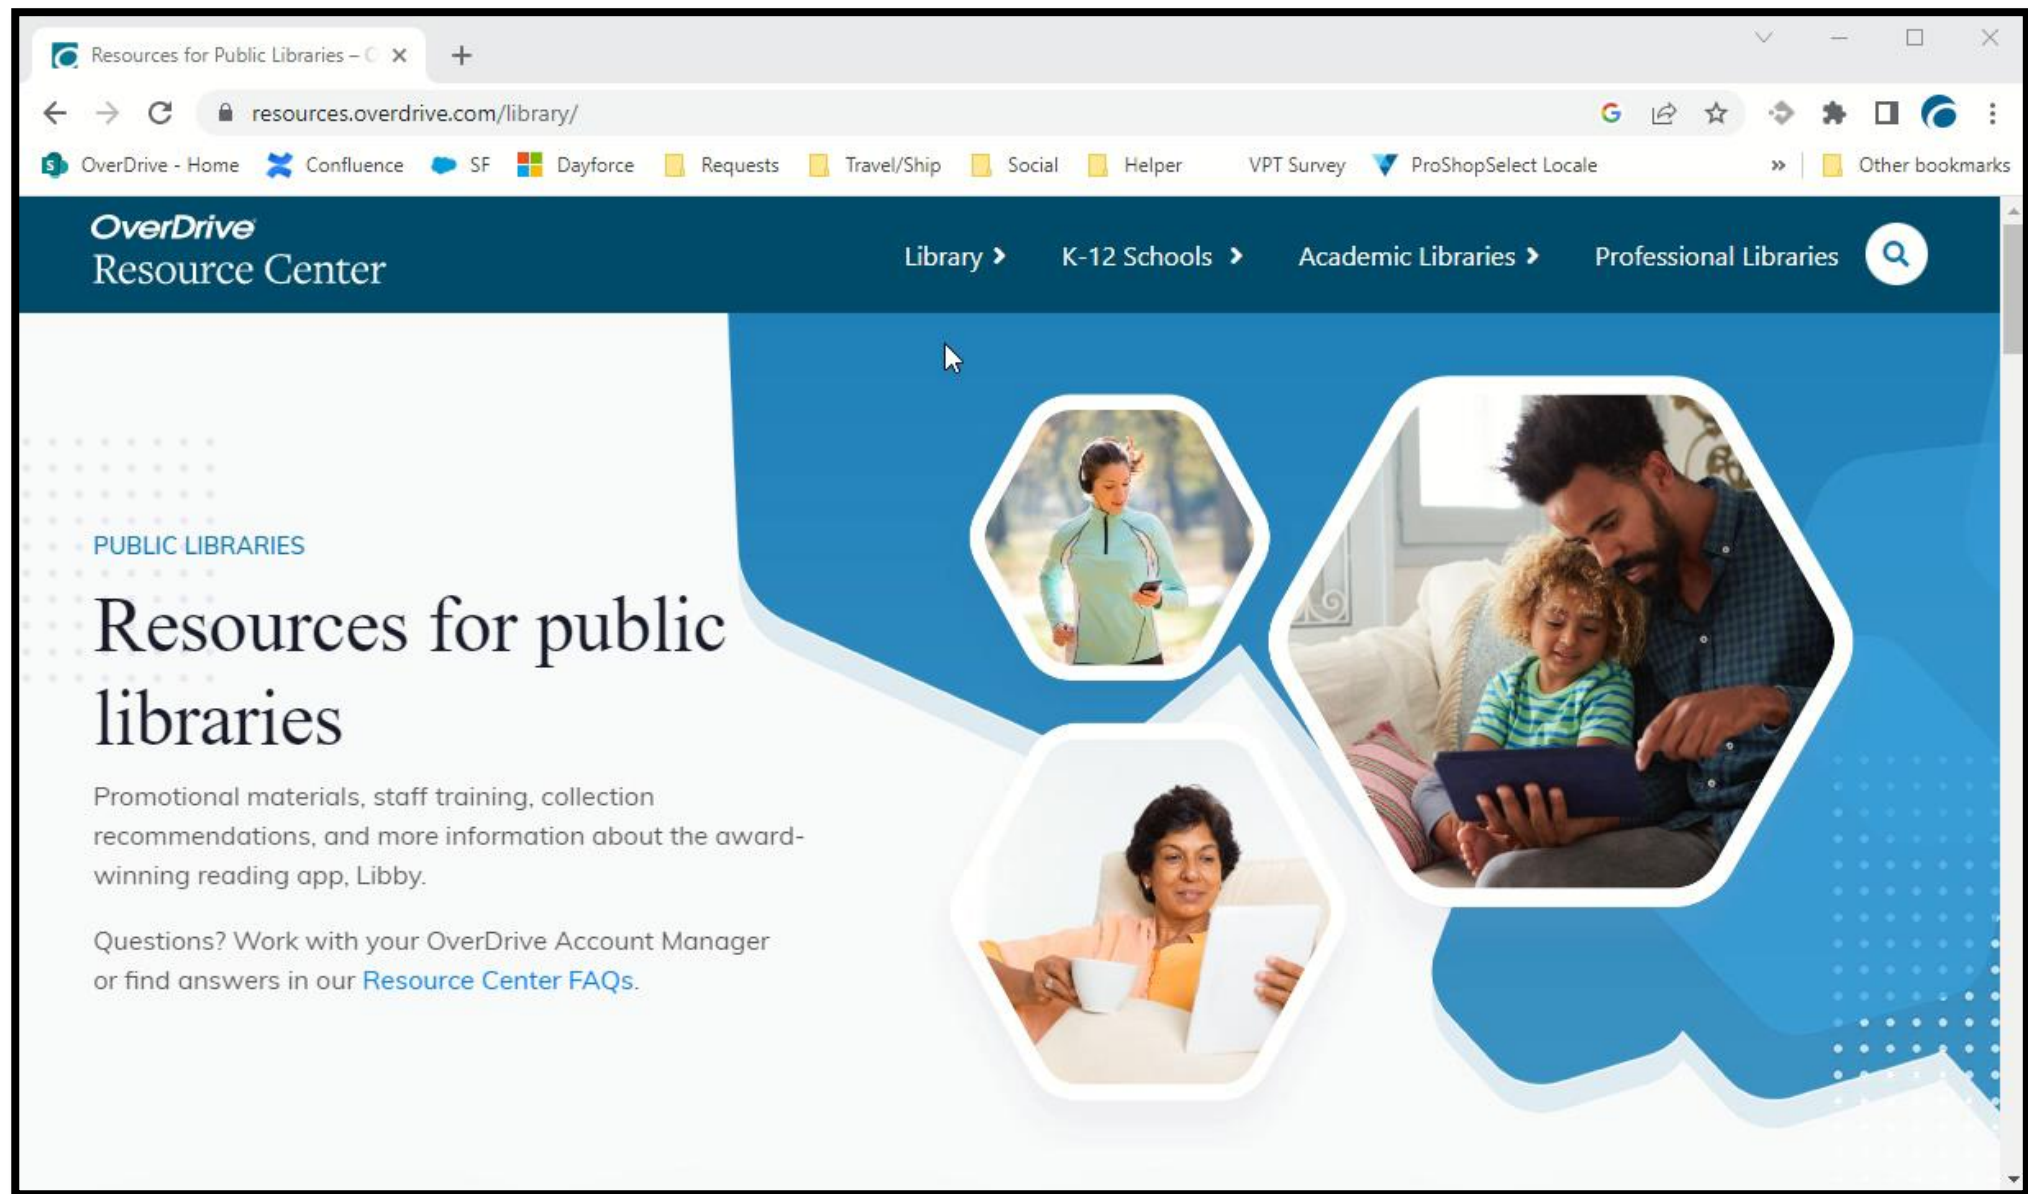 Resources for Public Libraries –
resources.overdrive.com/library/
OverDrive - Home Confluence SF Dayforce Requests Travel/Ship Social Helper VPT Survey ProShopSelect Locale » Other bookmarks
OverDrive
Resource Center
Library K-12 Schools Academic Libraries Professional Libraries
PUBLIC LIBRARIES
Resources for public
libraries
Promotional materials, staff training, collection
recommendations, and more information about the award-
winning reading app, Libby.
Questions? Work with your OverDrive Account Manager
or find answers in our Resource Center FAQs.